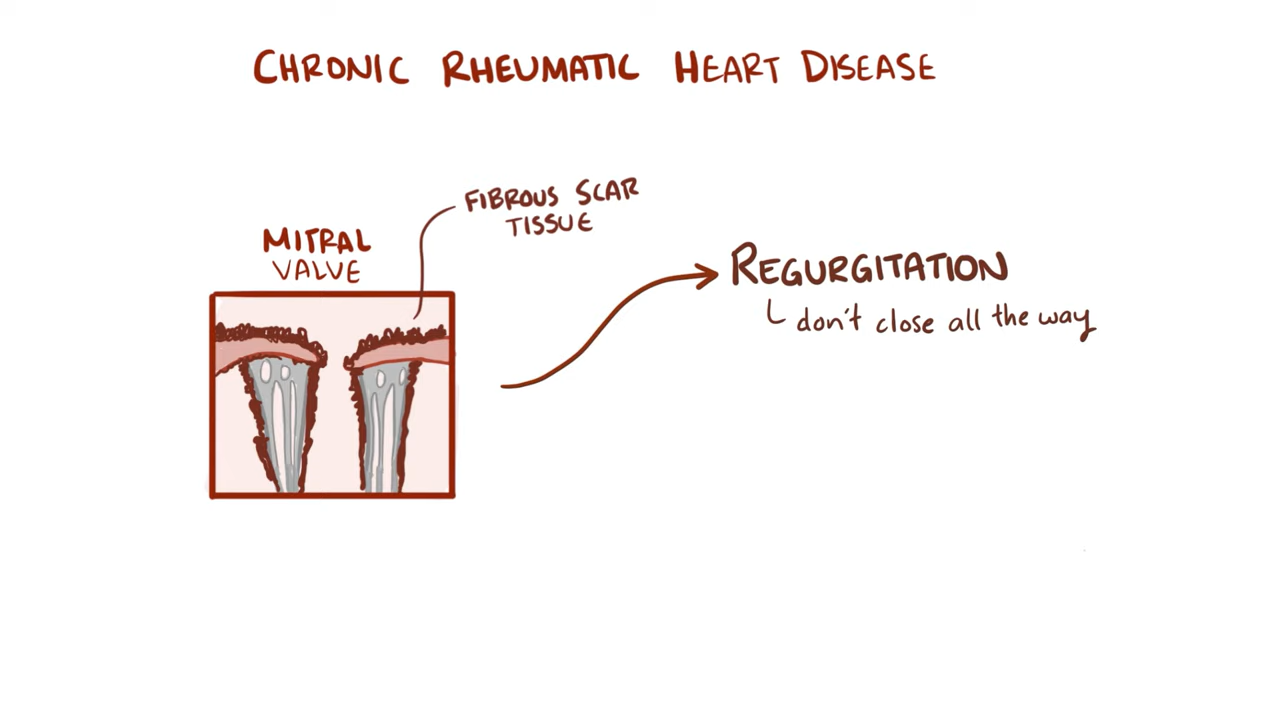 CHRONIC RHEUMATIC HEART DISEASE
FIBROUS SCAR
TISSUE
MITRAL
VALVE
REGURGITATION
don't close all the way